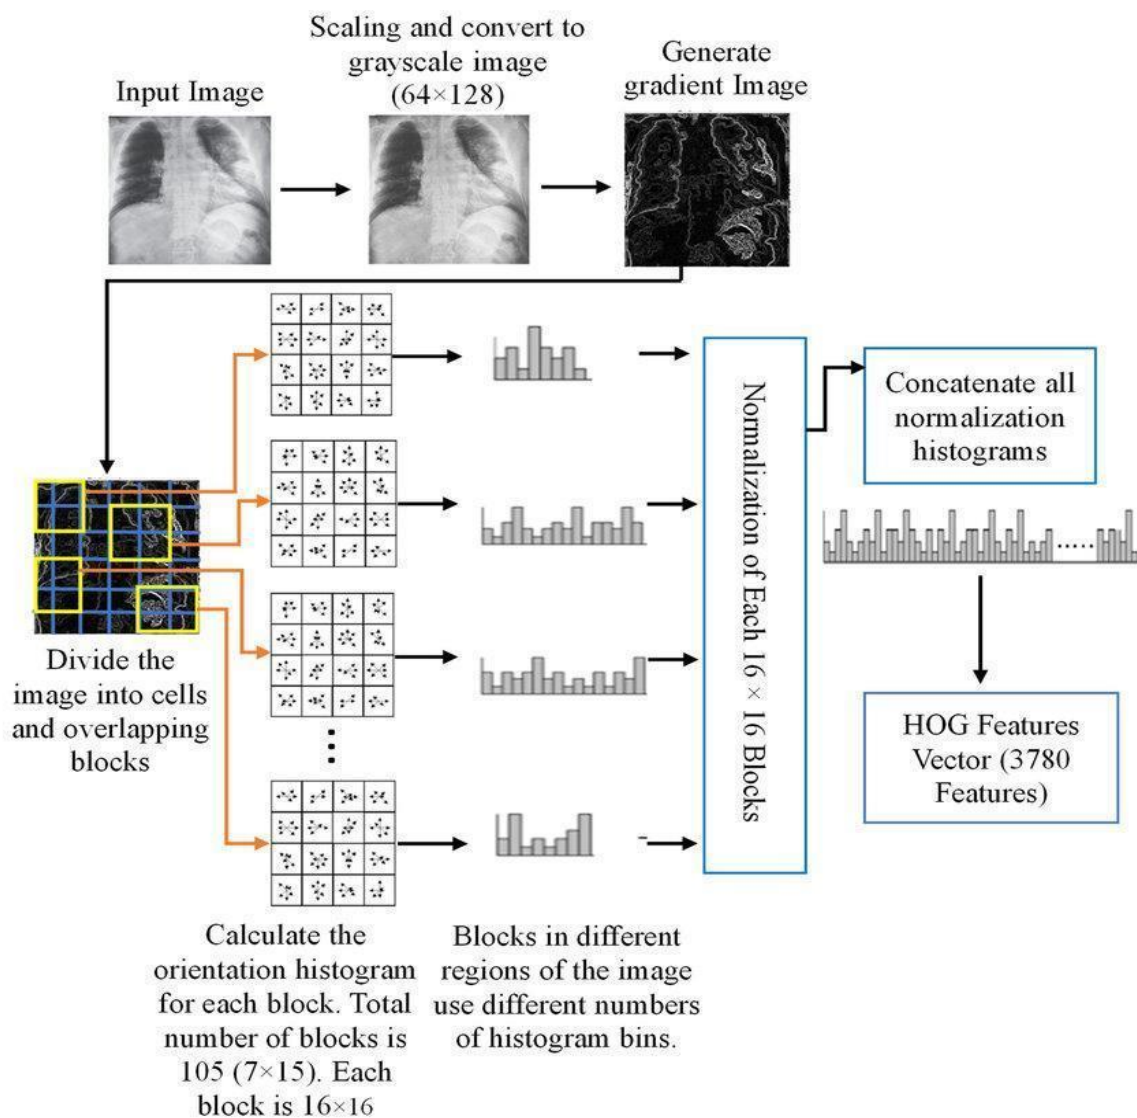 Input Image
Scaling and convert to
grayscale image
(64×128)
Generate
gradient Image
Divide the
image into cells
and overlapping
blocks
Calculate the
orientation histogram
for each block. Total
number of blocks is
105 (7×15). Each
block is 16×16
Blocks in different
regions of the image
use different numbers
of histogram bins.
Normalization of Each 16 × 16 Blocks
Concatenate all
normalization
histograms
HOG Features
Vector (3780
Features)